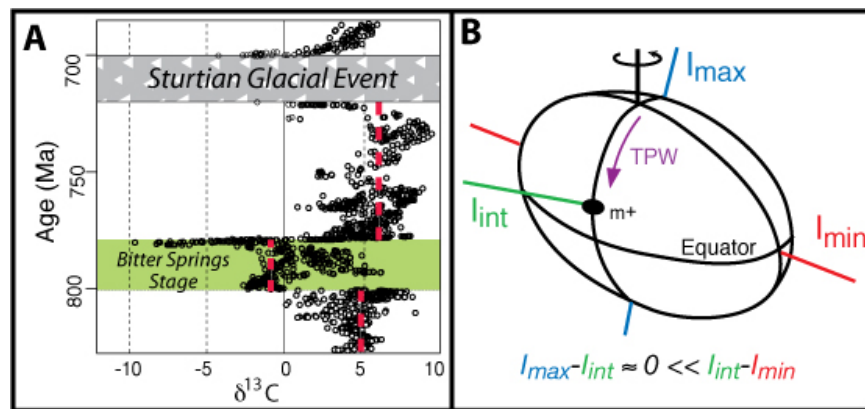 A
700
750
800
Age (Ma)
Sturtian Glacial Event
Bitter Springs
Stage
-10
-5
0
5
10
δ13C
B
Imax
TPW
Iint
m+
Equator
Imin
Imax-Iint ≈ 0 << Iint-Imin